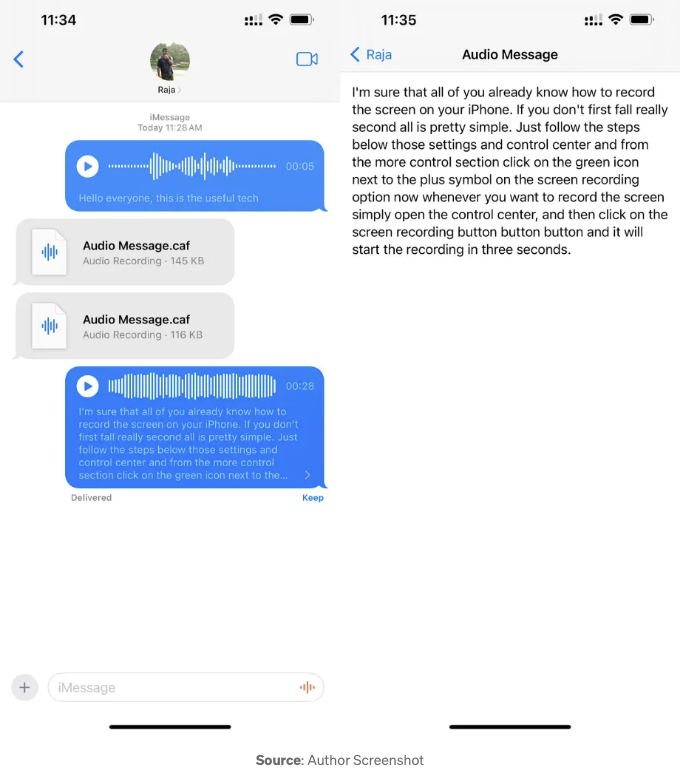 11:34
Raja
iMessage
Today 11:28 AM
00:05
Hello everyone, this is the useful tech
Audio Message.caf
Audio Recording · 145 KB
Audio Message.caf
Audio Recording · 116 KB
00:28
I'm sure that all of you already know how to
record the screen on your iPhone. If you don't
first fall really second all is pretty simple. Just
follow the steps below those settings and
control center and from the more control
section click on the green icon next to the...
Delivered
Keep
iMessage
11:35
Raja
Audio Message
I'm sure that all of you already know how to record
the screen on your iPhone. If you don't first fall really
second all is pretty simple. Just follow the steps
below those settings and control center and from
the more control section click on the green icon
next to the plus symbol on the screen recording
option now whenever you want to record the screen
simply open the control center, and then click on the
screen recording button button button and it will
start the recording in three seconds.
Source: Author Screenshot